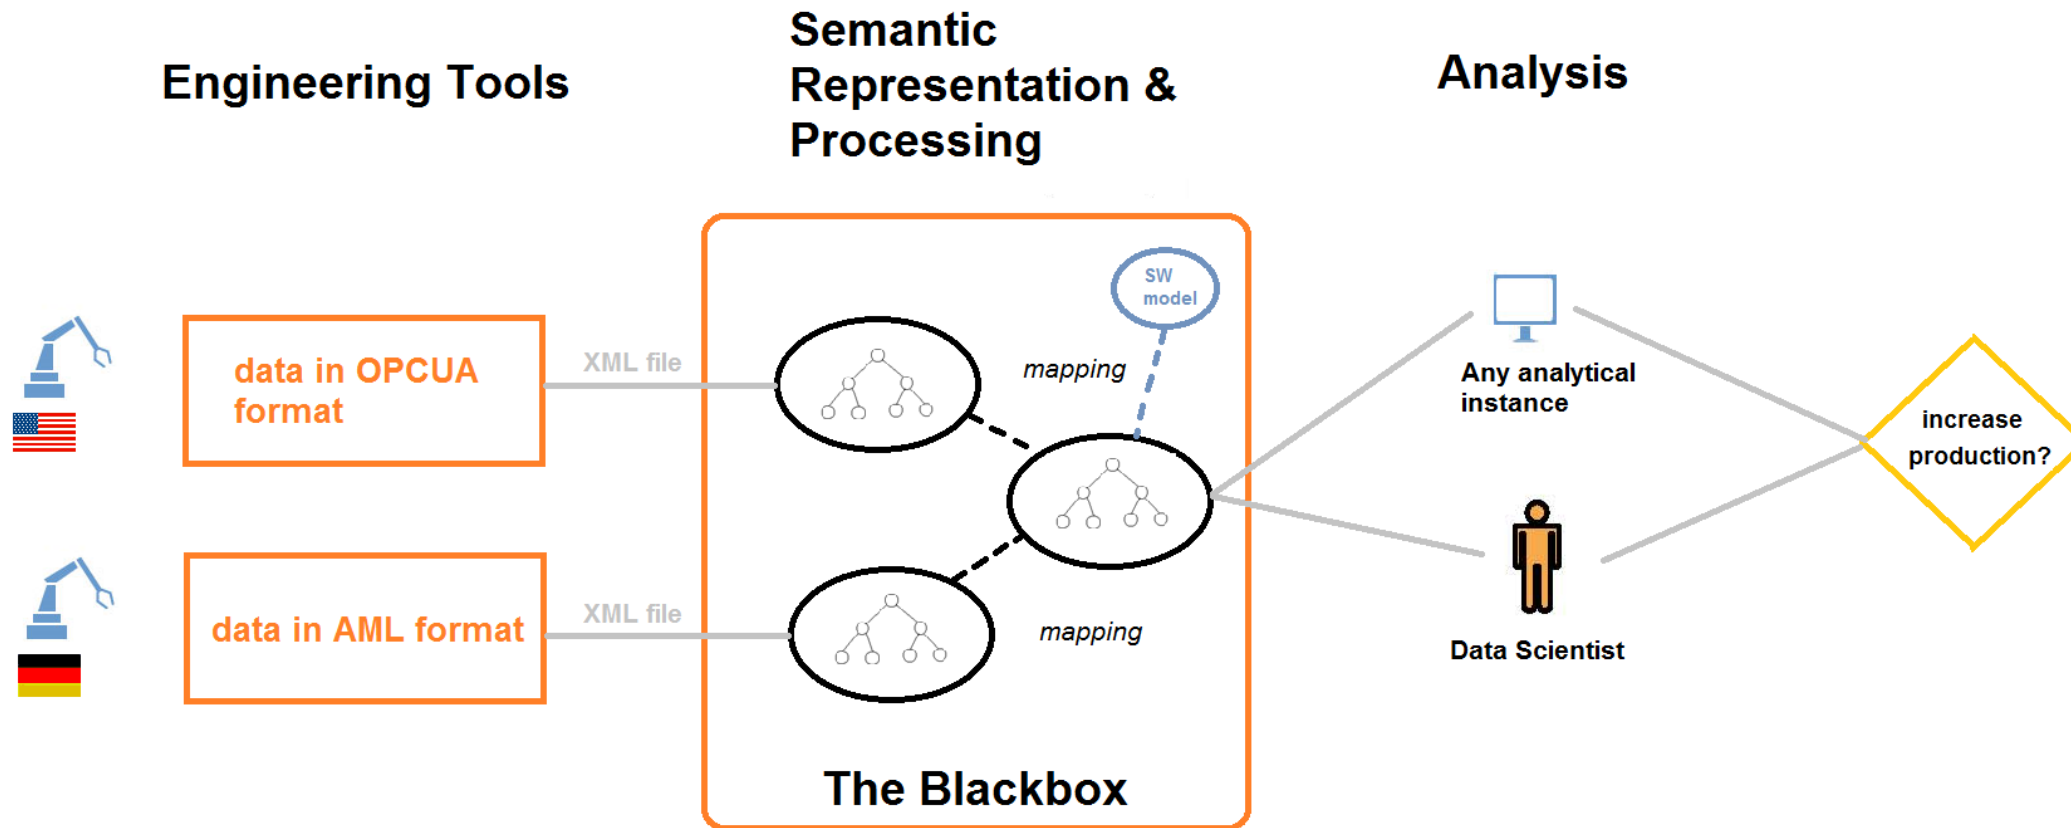 Engineering Tools
Semantic
Representation &
Processing
Analysis
data in OPCUA
format
XML file
SW
model
mapping
Any analytical
instance
increase
production?
data in AML format
XML file
mapping
Data Scientist
The Blackbox